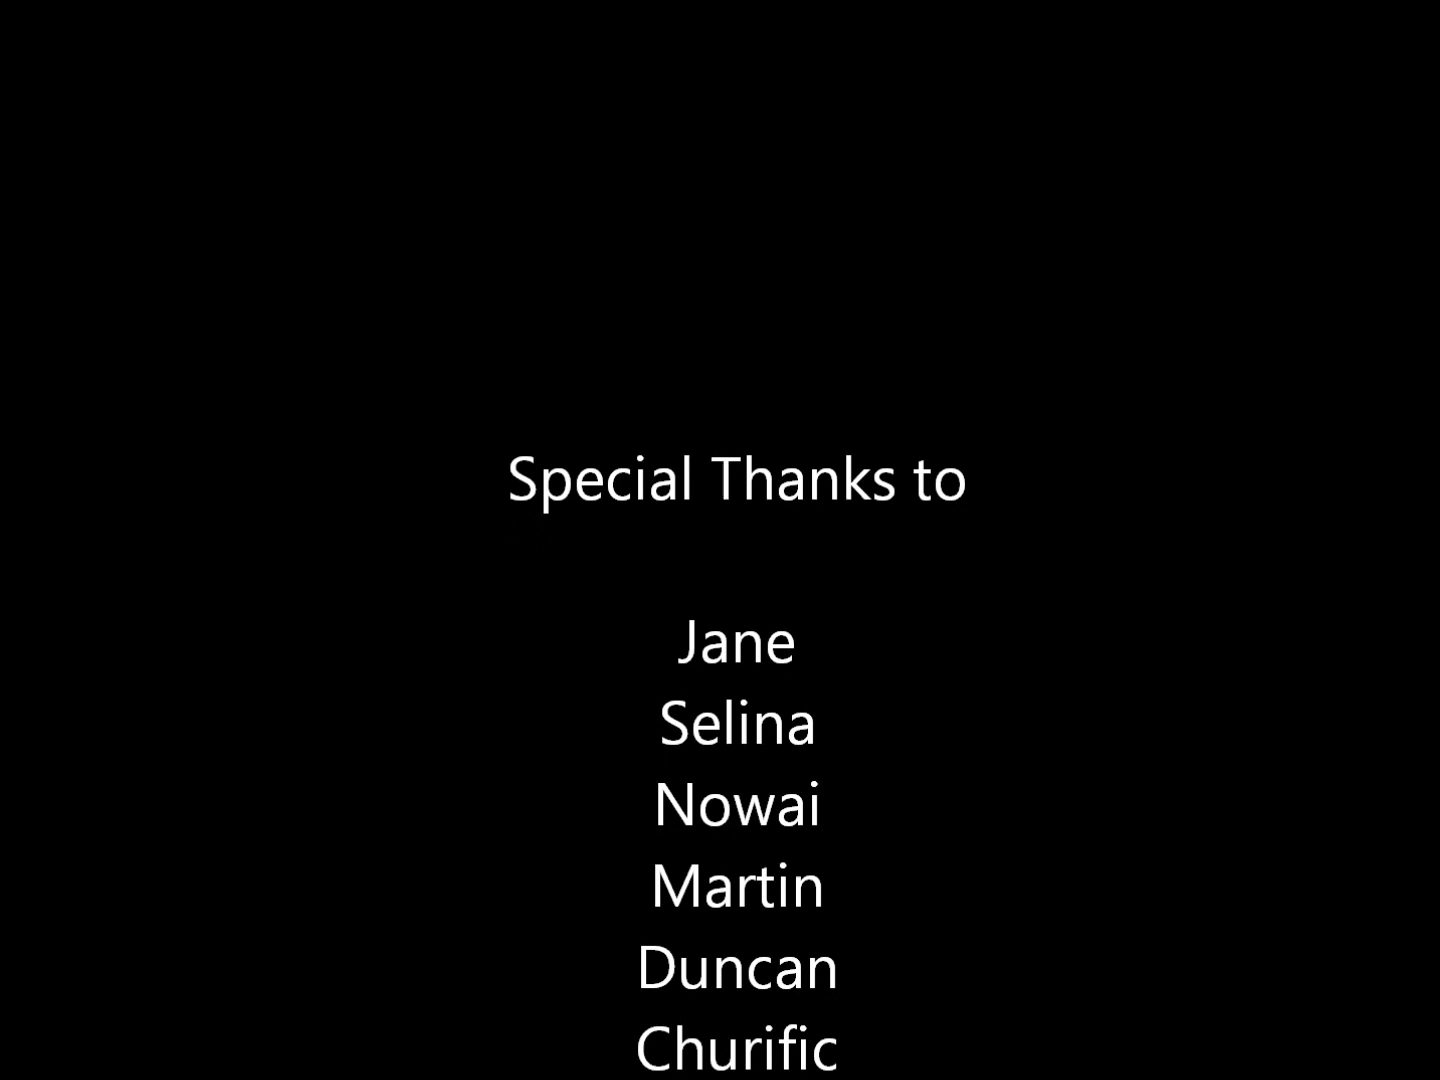 Special Thanks to
Jane
Selina
Nowai
Martin
Duncan
Churific